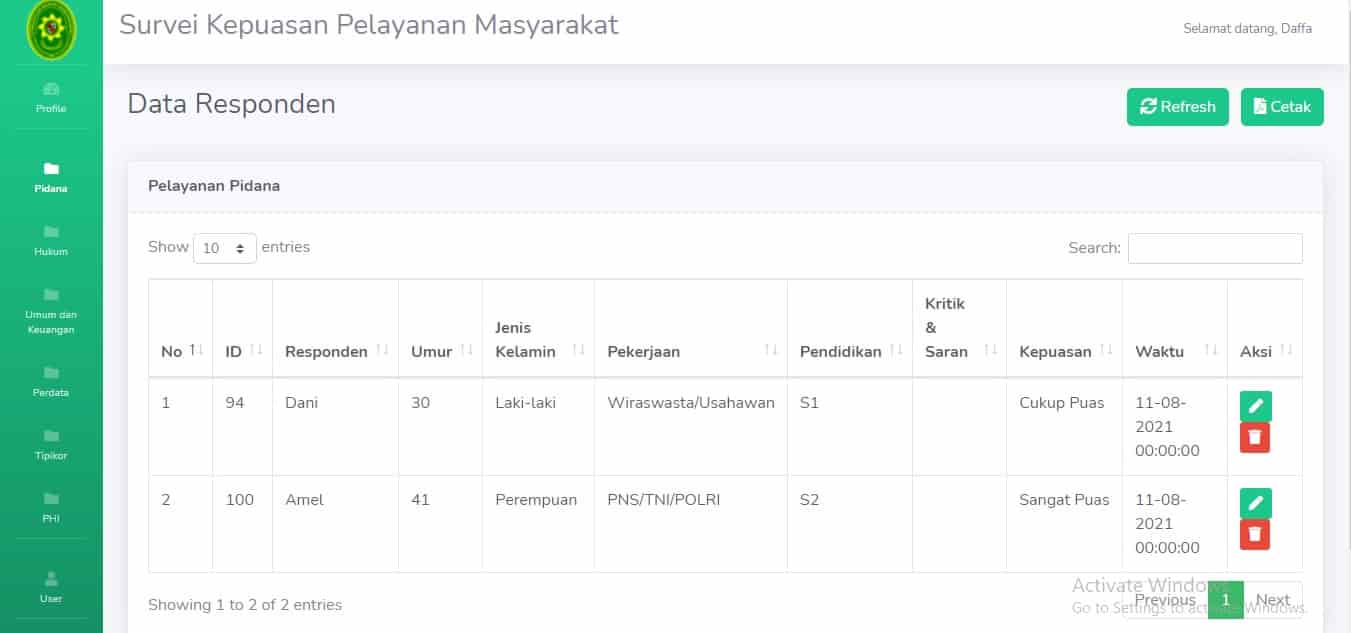 Survei Kepuasan Pelayanan Masyarakat
Selamat datang, Daffa
Profile
Pidana
Hukum
Umum dan
Keuangan
Perdata
Tipikor
PHI
User
Data Responden
Refresh
Cetak
Pelayanan Pidana
Show 10 entries
Search:
No ID Responden Umur Jenis Kelamin Pekerjaan Pendidikan Kritik & Saran Kepuasan Waktu Aksi
1 94 Dani 30 Laki-laki Wiraswasta/Usahawan S1 Cukup Puas 11-08-2021 00:00:00
2 100 Amel 41 Perempuan PNS/TNI/POLRI S2 Sangat Puas 11-08-2021 00:00:00
Showing 1 to 2 of 2 entries
Previous 1 Next
Activate Windows
Go to Settings to activate Windows.